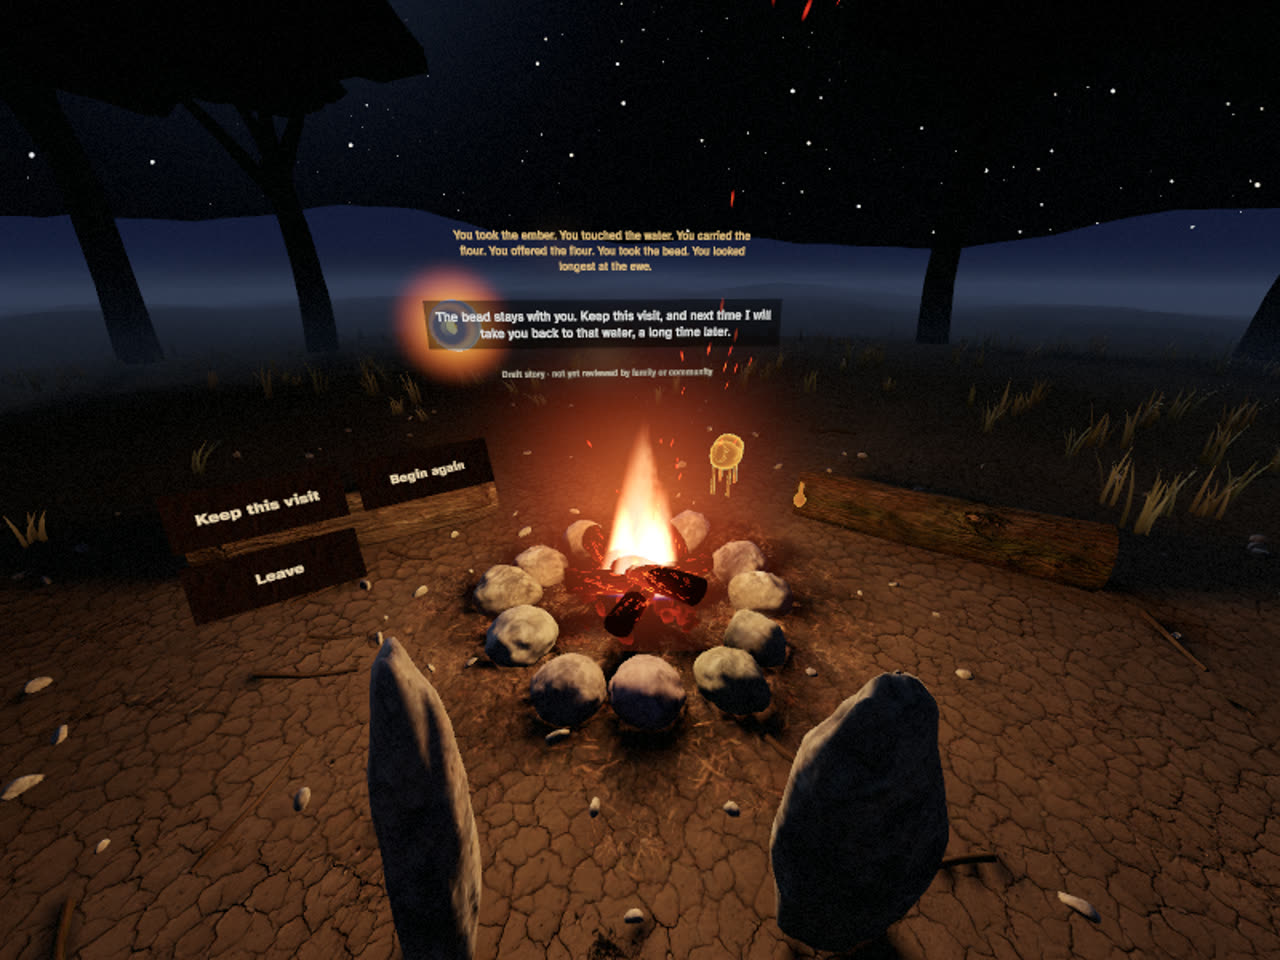 You took the ember. You touched the water. You carried the
flour. You offered the flour. You took the bead. You looked
longest at the ewe.
The bead stays with you. Keep this visit, and next time I will
take you back to that water, a long time later.
Draft story - not yet reviewed by family or community
Begin again
Keep this visit
Leave